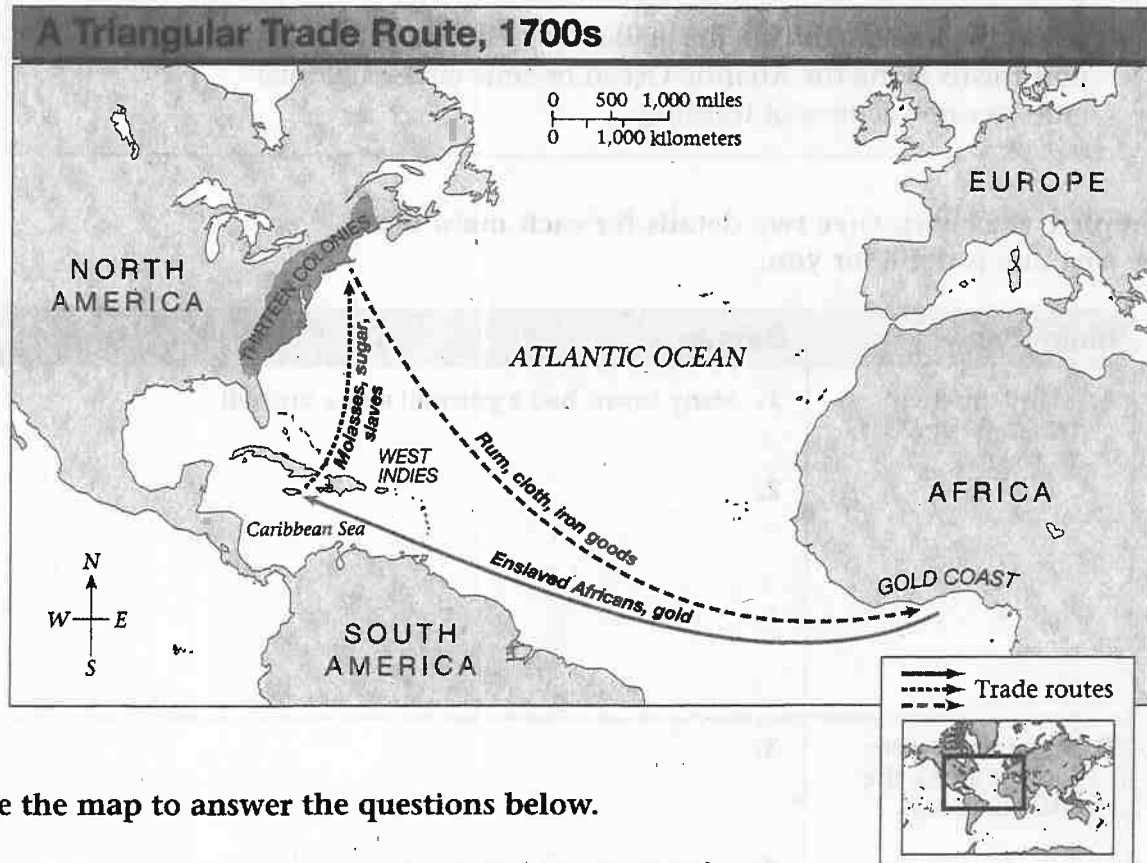 A Triangular Trade Route, 1700s
0 500 1,000 miles
0 1,000 kilometers
EUROPE
NORTH
AMERICA
THIRTEEN COLONIES
ATLANTIC OCEAN
Molasses, sugar,
slaves
WEST
INDIES
Rum, cloth, iron goods
AFRICA
Caribbean Sea
Enslaved Africans, gold
GOLD COAST
N
W E
S
SOUTH
AMERICA
Trade routes
e the map to answer the questions below.